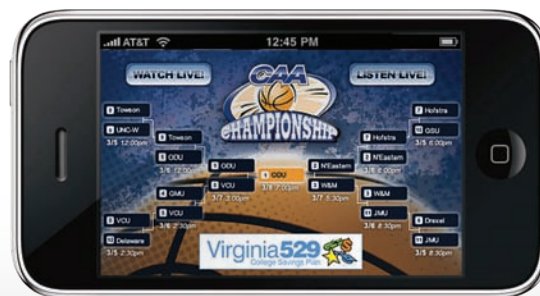 AT&T
12:45 PM
WATCH LIVE!
CAA
CHAMPIONSHIP
LISTEN LIVE!
Towson
UNC-W
3/5 12:00pm
Towson
ODU
3/6 12:00
GMU
VCU
3/6 2:30pm
VCU
Delaware
3/5 2:30pm
ODU
VCU
3/7 3:00pm
1 ODU
3/8 7:00pm
N'Eastern
W&M
3/7 5:30pm
Hofstra
N'Eastern
3/6 6:00pm
W&M
JMU
3/6 8:30pm
Hofstra
GSU
3/5 6:00pm
Drexel
11 JMU
3/5 8:30pm
Virginia529
College Savings Plan